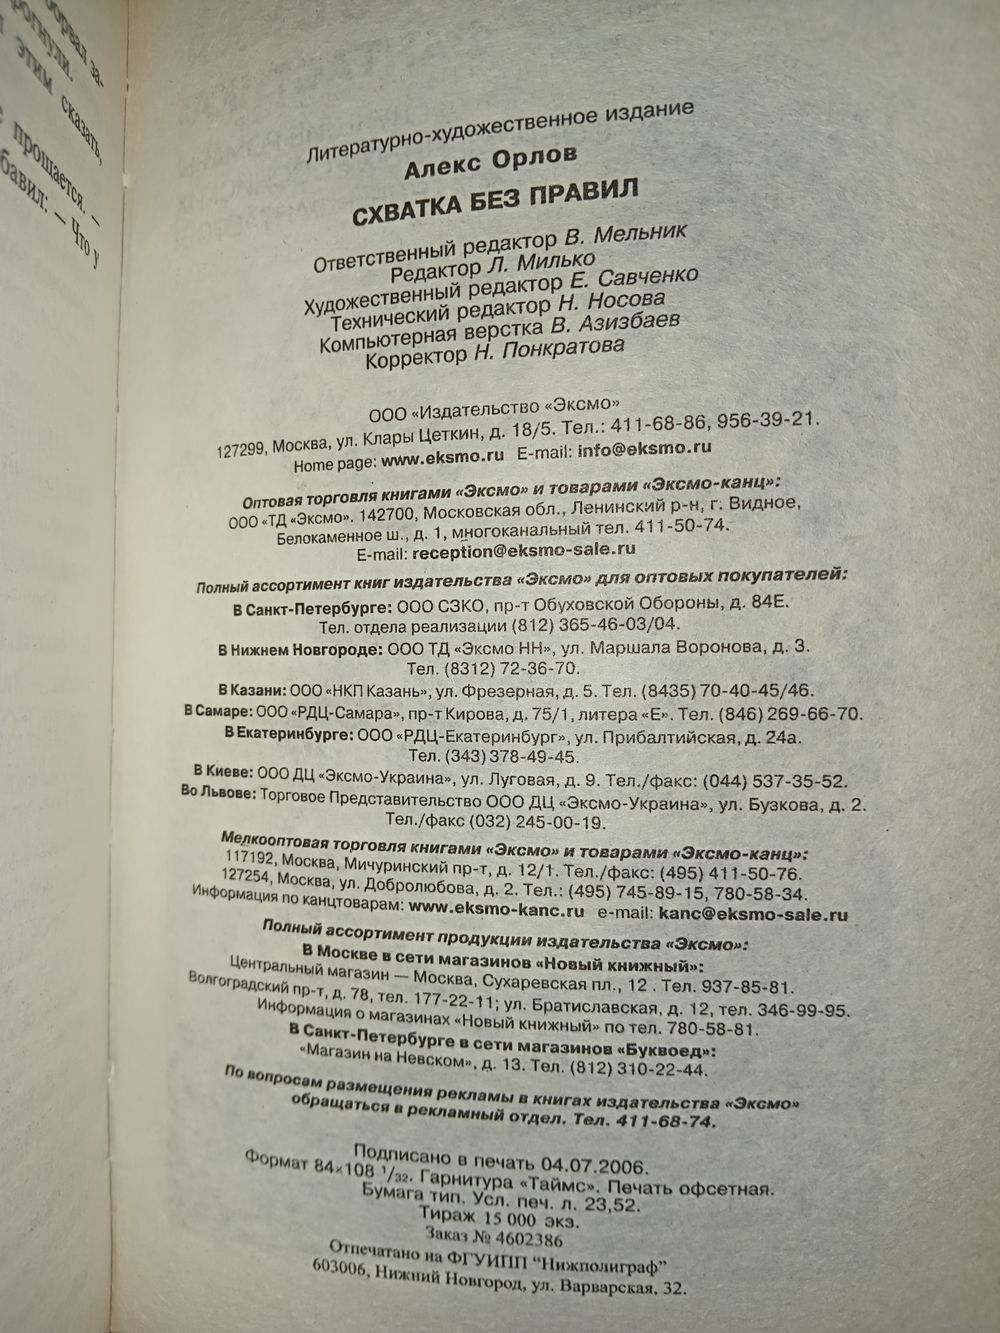 орвал за-
рогнули.
этим сказать,
прощается. –
бавил: – Что у
Литературно-художественное издание
Алекс Орлов
СХВАТКА БЕЗ ПРАВИЛ
Ответственный редактор В. Мельник
Редактор Л. Милько
Художественный редактор Е. Савченко
Технический редактор Н. Носова
Компьютерная верстка В. Азизбаев
Корректор Н. Понкратова
ООО «Издательство «Эксмо»
127299, Москва, ул. Клары Цеткин, д. 18/5. Тел.: 411-68-86, 956-39-21.
Home page: www.eksmo.ru E-mail: info@eksmo.ru
Оптовая торговля книгами «Эксмо» и товарами «Эксмо-канц»:
ООО «ТД «Эксмо». 142700, Московская обл., Ленинский р-н, г. Видное,
Белокаменное ш., д. 1, многоканальный тел. 411-50-74.
E-mail: reception@eksmo-sale.ru
Полный ассортимент книг издательства «Эксмо» для оптовых покупателей:
В Санкт-Петербурге: ООО СЗКО, пр-т Обуховской Обороны, д. 84Е.
Тел. отдела реализации (812) 365-46-03/04.
В Нижнем Новгороде: ООО ТД «Эксмо НН», ул. Маршала Воронова, д. 3.
Тел. (8312) 72-36-70.
В Казани: ООО «НКП Казань», ул. Фрезерная, д. 5. Тел. (8435) 70-40-45/46.
В Самаре: ООО «РДЦ-Самара», пр-т Кирова, д. 75/1, литера «Е». Тел. (846) 269-66-70.
В Екатеринбурге: ООО «РДЦ-Екатеринбург», ул. Прибалтийская, д. 24а.
Тел. (343) 378-49-45.
В Киеве: ООО ДЦ «Эксмо-Украина», ул. Луговая, д. 9. Тел./факс: (044) 537-35-52.
Во Львове: Торговое Представительство ООО ДЦ «Эксмо-Украина», ул. Бузкова, д. 2.
Тел./факс (032) 245-00-19.
Мелкооптовая торговля книгами «Эксмо» и товарами «Эксмо-канц»:
117192, Москва, Мичуринский пр-т, д. 12/1. Тел./факс: (495) 411-50-76.
127254, Москва, ул. Добролюбова, д. 2. Тел.: (495) 745-89-15, 780-58-34.
Информация по канцтоварам: www.eksmo-kanc.ru e-mail: kanc@eksmo-sale.ru
Полный ассортимент продукции издательства «Эксмо»:
В Москве в сети магазинов «Новый книжный»:
Центральный магазин — Москва, Сухаревская пл., 12 . Тел. 937-85-81.
Волгоградский пр-т, д. 78, тел. 177-22-11; ул. Братиславская, д. 12, тел. 346-99-95.
Информация о магазинах «Новый книжный» по тел. 780-58-81.
В Санкт-Петербурге в сети магазинов «Буквоед»:
«Магазин на Невском», д. 13. Тел. (812) 310-22-44.
По вопросам размещения рекламы в книгах издательства «Эксмо»
обращаться в рекламный отдел. Тел. 411-68-74.
Подписано в печать 04.07.2006.
Формат 84×108 1/32. Гарнитура «Таймс». Печать офсетная.
Бумага тип. Усл. печ. л. 23,52.
Тираж 15 000 экз.
Заказ № 4602386
Отпечатано на ФГУИПП “Нижполиграф”
603006, Нижний Новгород, ул. Варварская, 32.